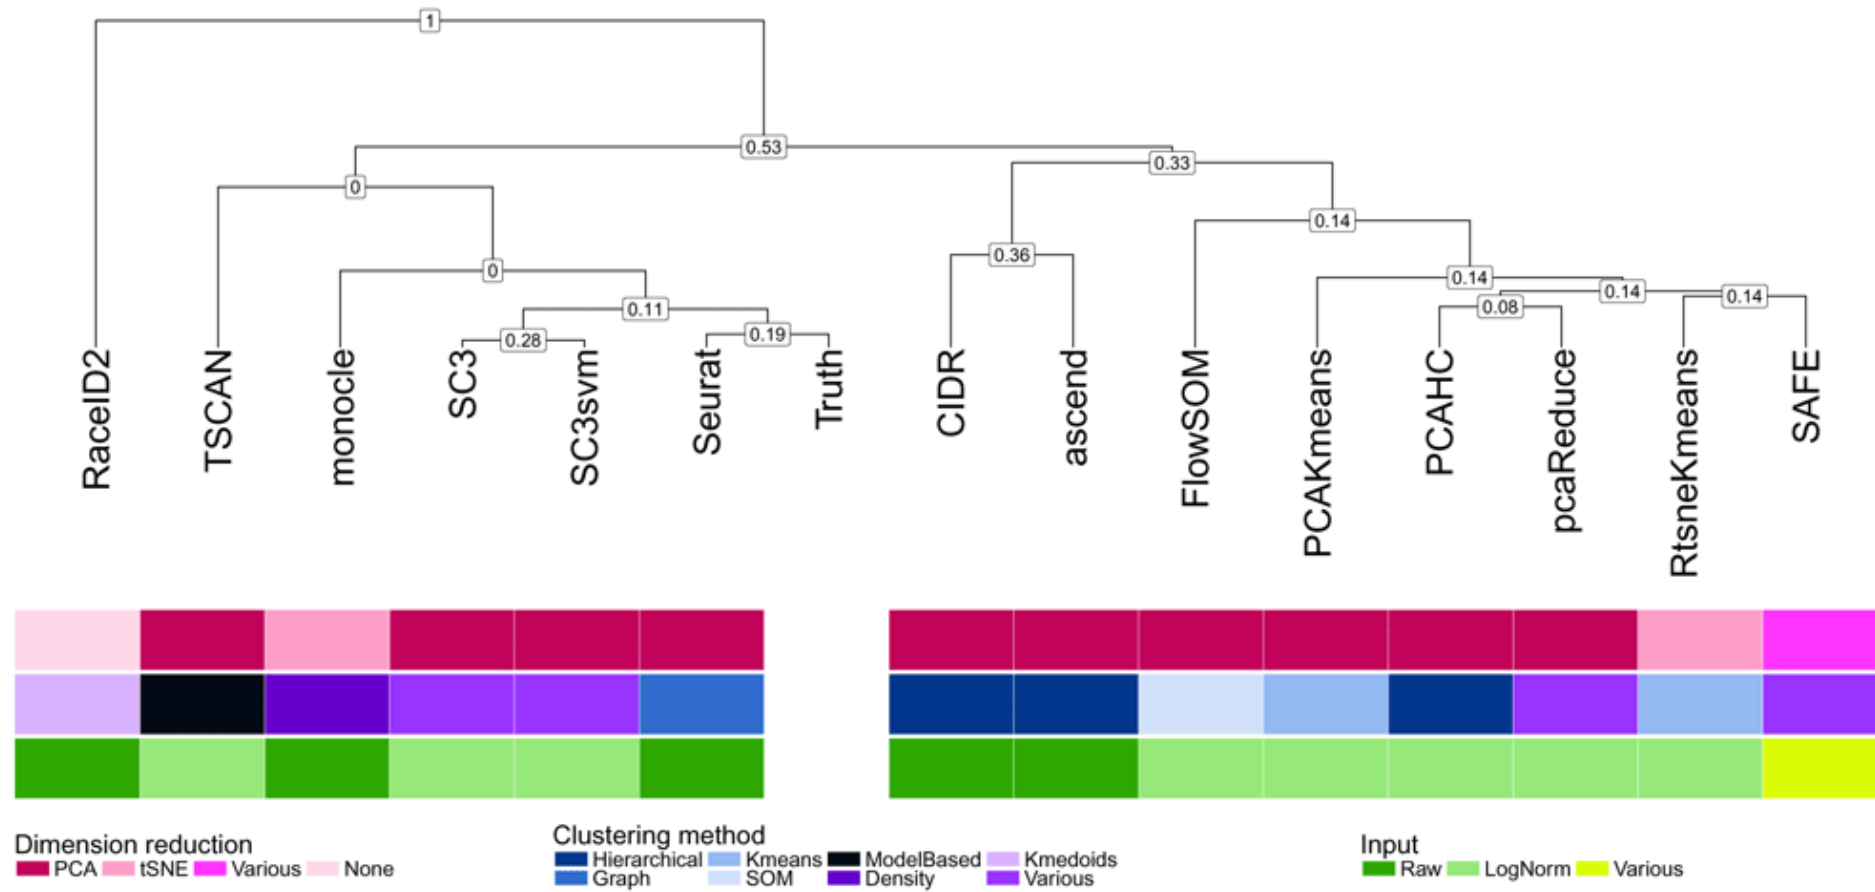 1
0.53
0.33
0
0.14
0.36
0
0.14
0.14
0.14
0.08
0.11
0.19
0.28
RaceID2
TSCAN
monocle
SC3
SC3svm
Seurat
Truth
CIDR
ascend
FlowSOM
PCAKmeans
PCAHC
pcaReduce
RtsneKmeans
SAFE
Dimension reduction
PCA tSNE Various None
Clustering method
Hierarchical Kmeans ModelBased Kmedoids
Graph SOM Density Various
Input
Raw LogNorm Various